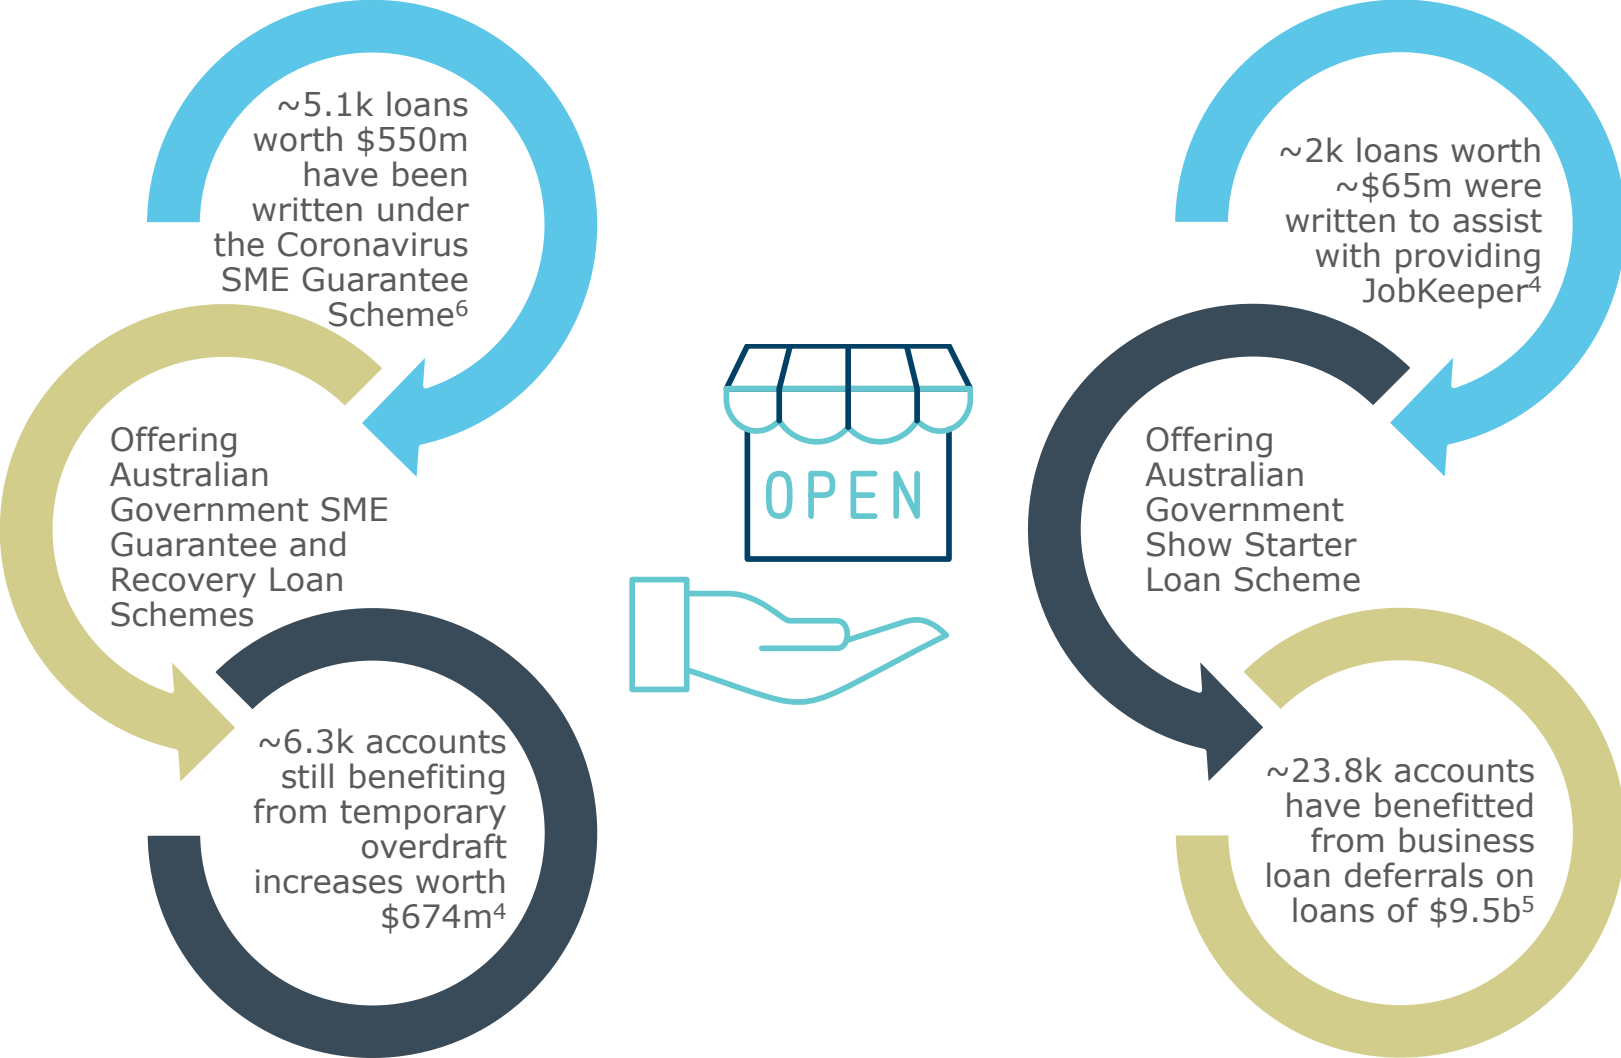 ~5.1k loans
worth $550m
have been
written under
the Coronavirus
SME Guarantee
Scheme⁶
Offering
Australian
Government SME
Guarantee and
Recovery Loan
Schemes
~6.3k accounts
still benefiting
from temporary
overdraft
increases worth
$674m⁴
OPEN
~2k loans worth
~$65m were
written to assist
with providing
JobKeeper⁴
Offering
Australian
Government
Show Starter
Loan Scheme
~23.8k accounts
have benefitted
from business
loan deferrals on
loans of $9.5b⁵